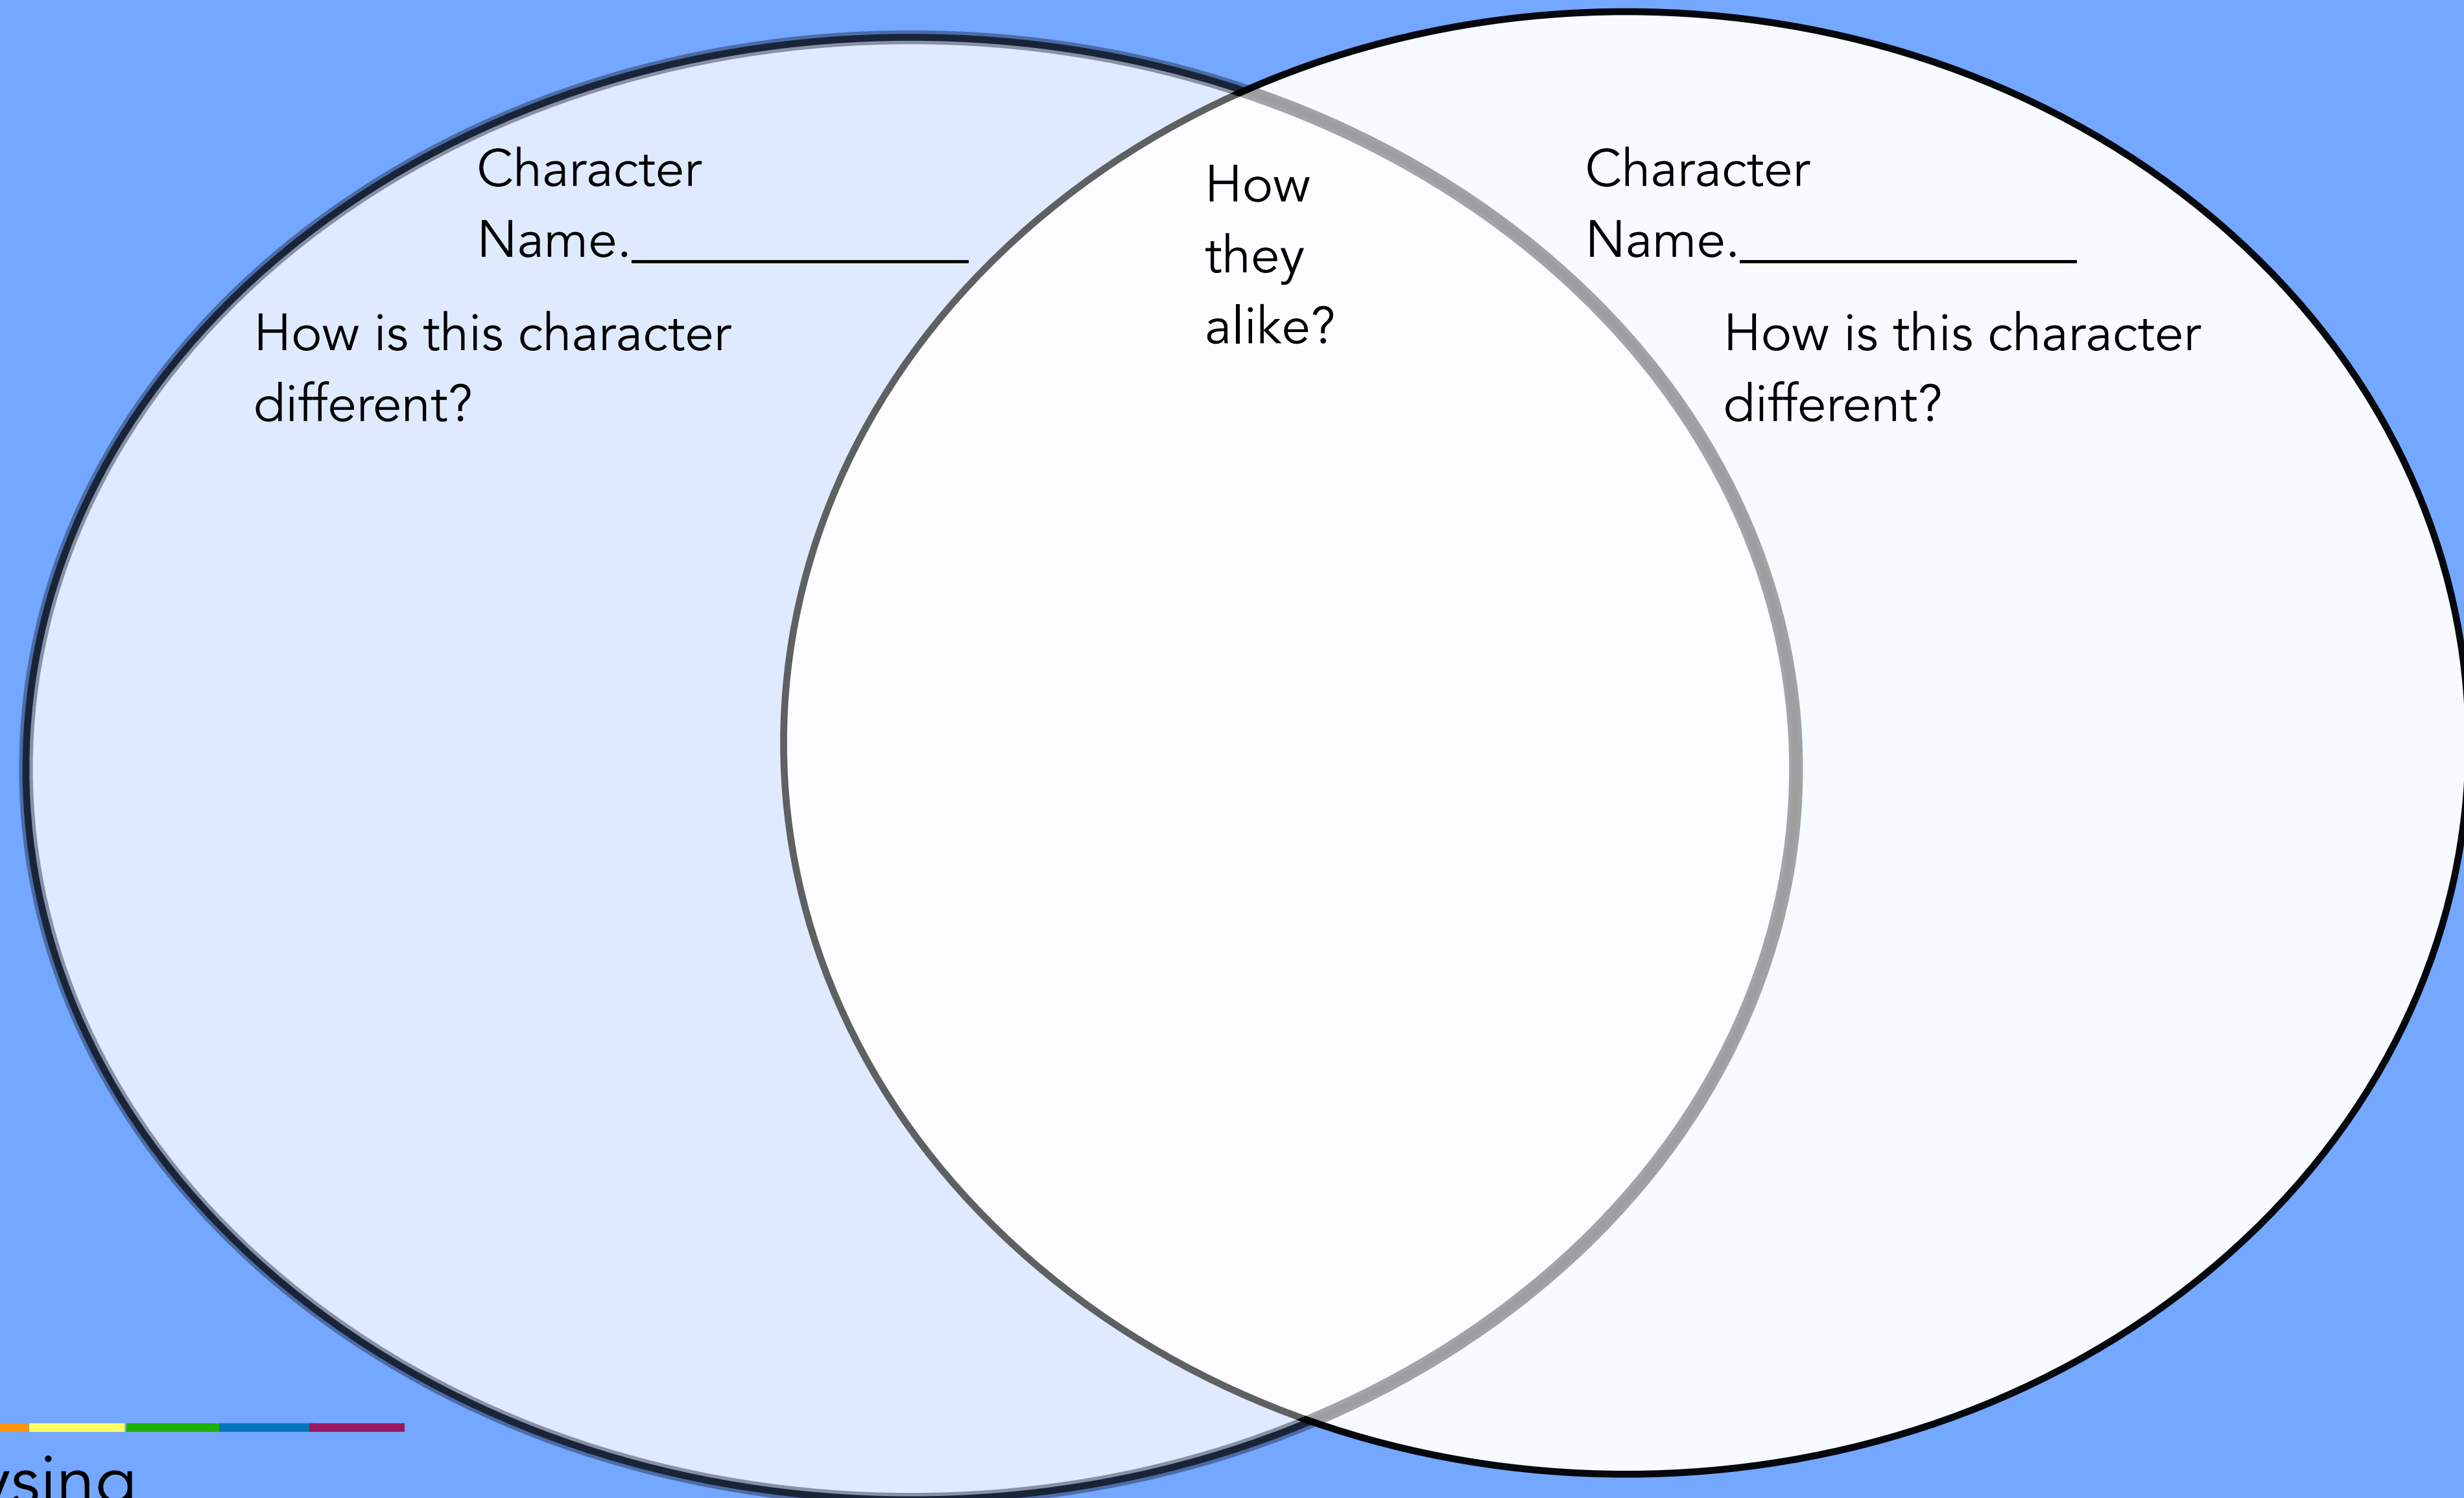 Character
Name.
How is this character
different?
How
they
alike?
Character
Name.
How is this character
different?